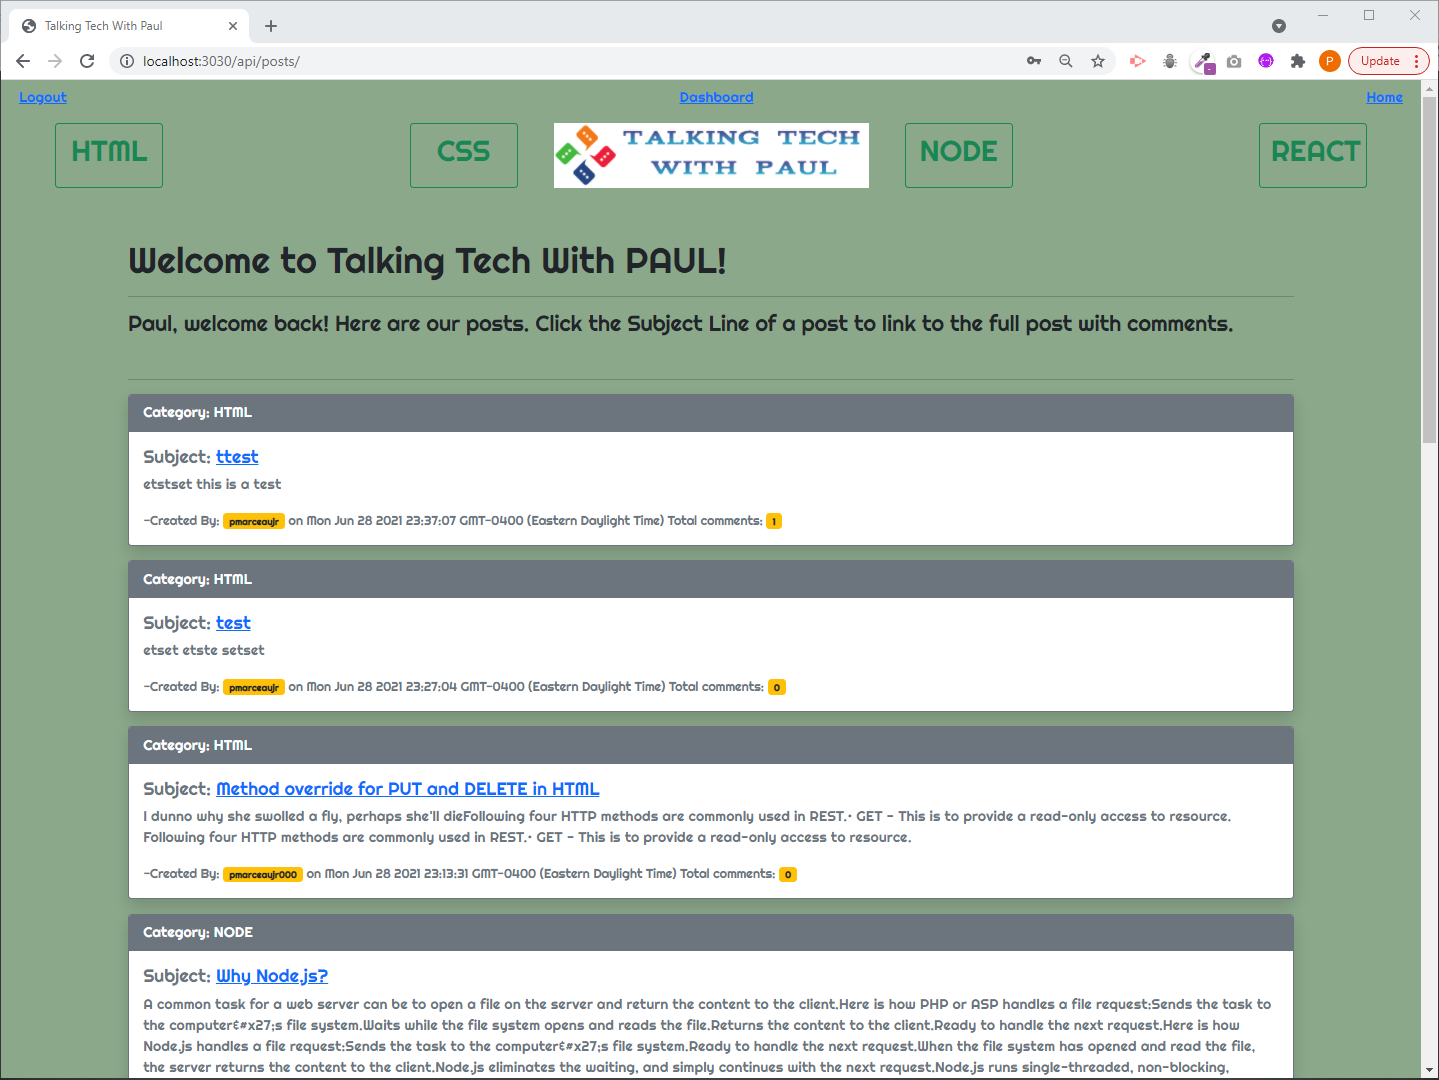 Talking Tech With Paul
localhost:3030/api/posts/
P
Update
Logout
Dashboard
Home
HTML
CSS
TALKING TECH
WITH PAUL
NODE
REACT
Welcome to Talking Tech With PAUL!
Paul, welcome back! Here are our posts. Click the Subject Line of a post to link to the full post with comments.
Category: HTML
Subject: ttest
etstset this is a test
-Created By: pmarceaujr on Mon Jun 28 2021 23:37:07 GMT-0400 (Eastern Daylight Time) Total comments: 1
Category: HTML
Subject: test
etset etste setset
-Created By: pmarceaujr on Mon Jun 28 2021 23:27:04 GMT-0400 (Eastern Daylight Time) Total comments: 0
Category: HTML
Subject: Method override for PUT and DELETE in HTML
I dunno why she swolled a fly, perhaps she'll dieFollowing four HTTP methods are commonly used in REST.· GET - This is to provide a read-only access to resource.
Following four HTTP methods are commonly used in REST.· GET - This is to provide a read-only access to resource.
-Created By: pmarceaujr000 on Mon Jun 28 2021 23:13:31 GMT-0400 (Eastern Daylight Time) Total comments: 0
Category: NODE
Subject: Why Node.js?
A common task for a web server can be to open a file on the server and return the content to the client.Here is how PHP or ASP handles a file request:Sends the task to
the computer&#x27;s file system.Waits while the file system opens and reads the file.Returns the content to the client.Ready to handle the next request.Here is how
Node.js handles a file request:Sends the task to the computer&#x27;s file system.Ready to handle the next request.When the file system has opened and read the file,
the server returns the content to the client.Node.js eliminates the waiting, and simply continues with the next request.Node.js runs single-threaded, non-blocking,